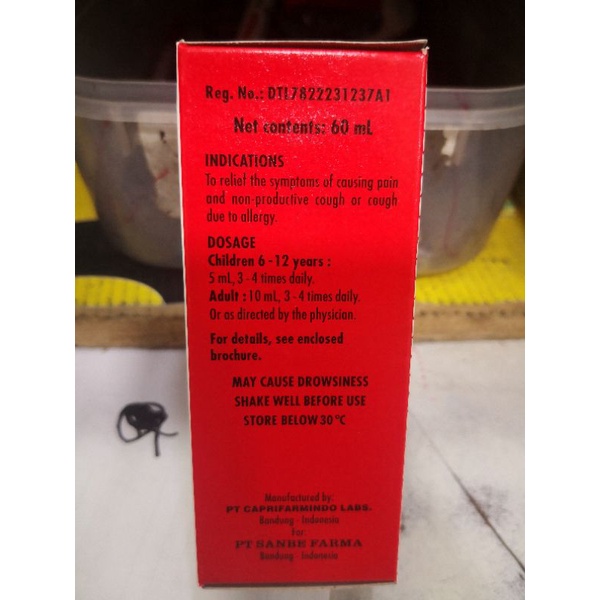 Reg. No.: DTL7822231237A1
Net contents: 60 mL
INDICATIONS
To relief the symptoms of causing pain
and non-productive cough or cough
due to allergy.
DOSAGE
Children 6 - 12 years :
5 mL, 3 - 4 times daily.
Adult : 10 mL, 3 - 4 times daily.
Or as directed by the physician.
For details, see enclosed
brochure.
MAY CAUSE DROWSINESS
SHAKE WELL BEFORE USE
STORE BELOW 30 °C
Manufactured by:
PT CAPRIFARMINDO LABS.
Bandung - Indonesia
For:
PT SANBE FARMA
Bandung - Indonesia